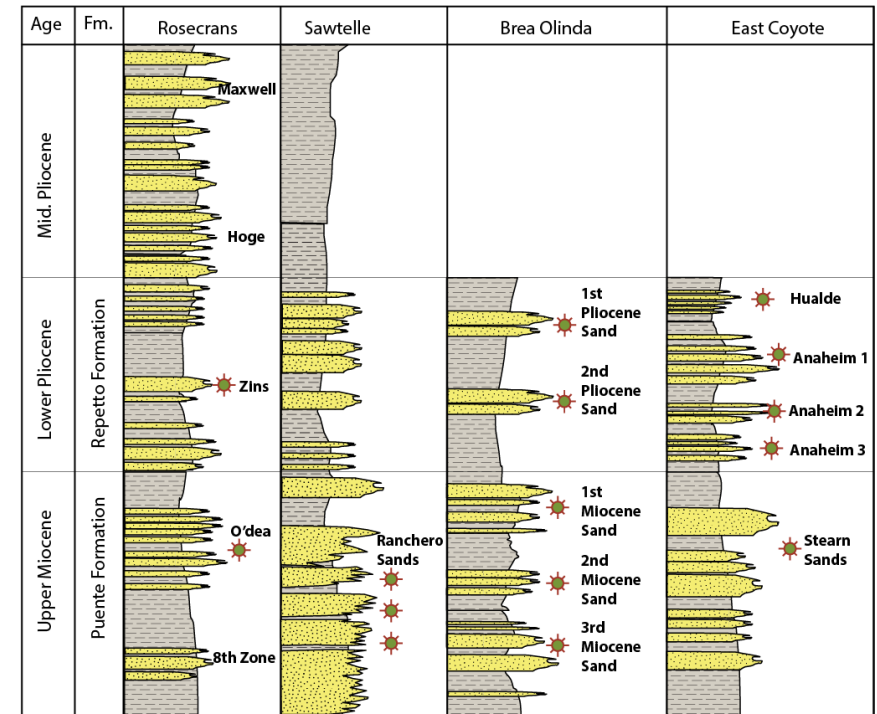 Age
Fm.
Rosecrans
Sawtelle
Brea Olinda
East Coyote
Mid. Pliocene
Lower Pliocene
Upper Miocene
Repetto Formation
Puente Formation
Maxwell
Hoge
Zins
O'dea
8th Zone
Ranchero
Sands
1st
Pliocene
Sand
2nd
Pliocene
Sand
1st
Miocene
Sand
2nd
Miocene
Sand
3rd
Miocene
Sand
Hualde
Anaheim 1
Anaheim 2
Anaheim 3
Stearn
Sands